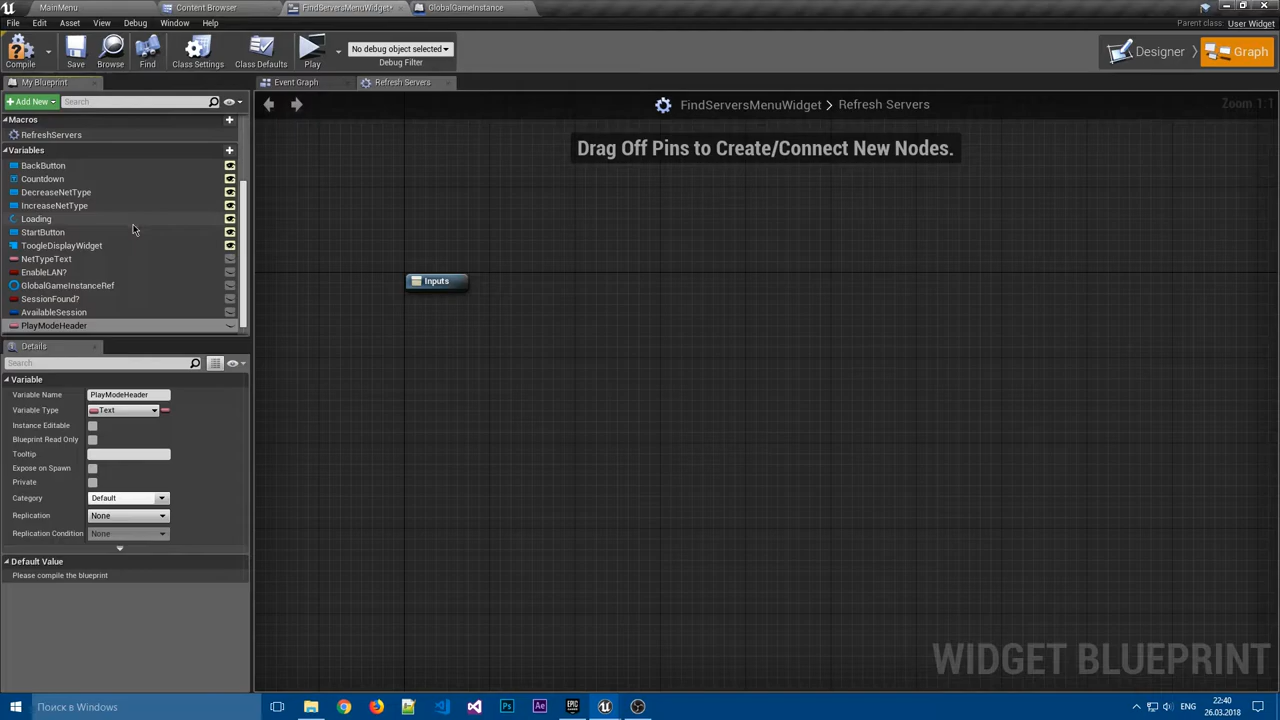 MainMenu
Content Browser
FindServersMenuWidget*
GlobalGameInstance
File
Edit
Asset
View
Debug
Window
Help
Parent class: User Widget
Compile
Save
Browse
Find
Class Settings
Class Defaults
Play
No debug object selected
Debug Filter
Designer
Graph
My Blueprint
Event Graph
Refresh Servers
+Add New
Search
FindServersMenuWidget > Refresh Servers
Zoom 1:1
Macros
RefreshServers
Variables
BackButton
Countdown
DecreaseNetType
IncreaseNetType
Loading
StartButton
ToogleDisplayWidget
NetTypeText
EnableLAN?
GlobalGameInstanceRef
SessionFound?
AvailableSession
PlayModeHeader
Drag Off Pins to Create/Connect New Nodes.
Inputs
Details
Search
Variable
Variable Name
PlayModeHeader
Variable Type
Text
Instance Editable
Blueprint Read Only
Tooltip
Expose on Spawn
Private
Category
Default
Replication
None
Replication Condition
None
Default Value
Please compile the blueprint
WIDGET BLUEPRINT
Поиск в Windows
Ps
Ae
EPIC
ENG
22:40
26.03.2018